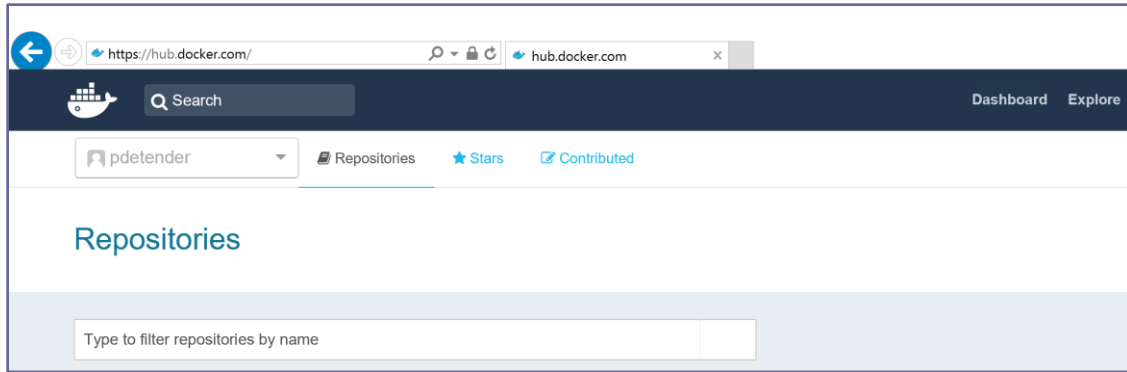 https://hub.docker.com/ hub.docker.com
Search Dashboard Explore
pdetender Repositories Stars Contributed
Repositories
Type to filter repositories by name